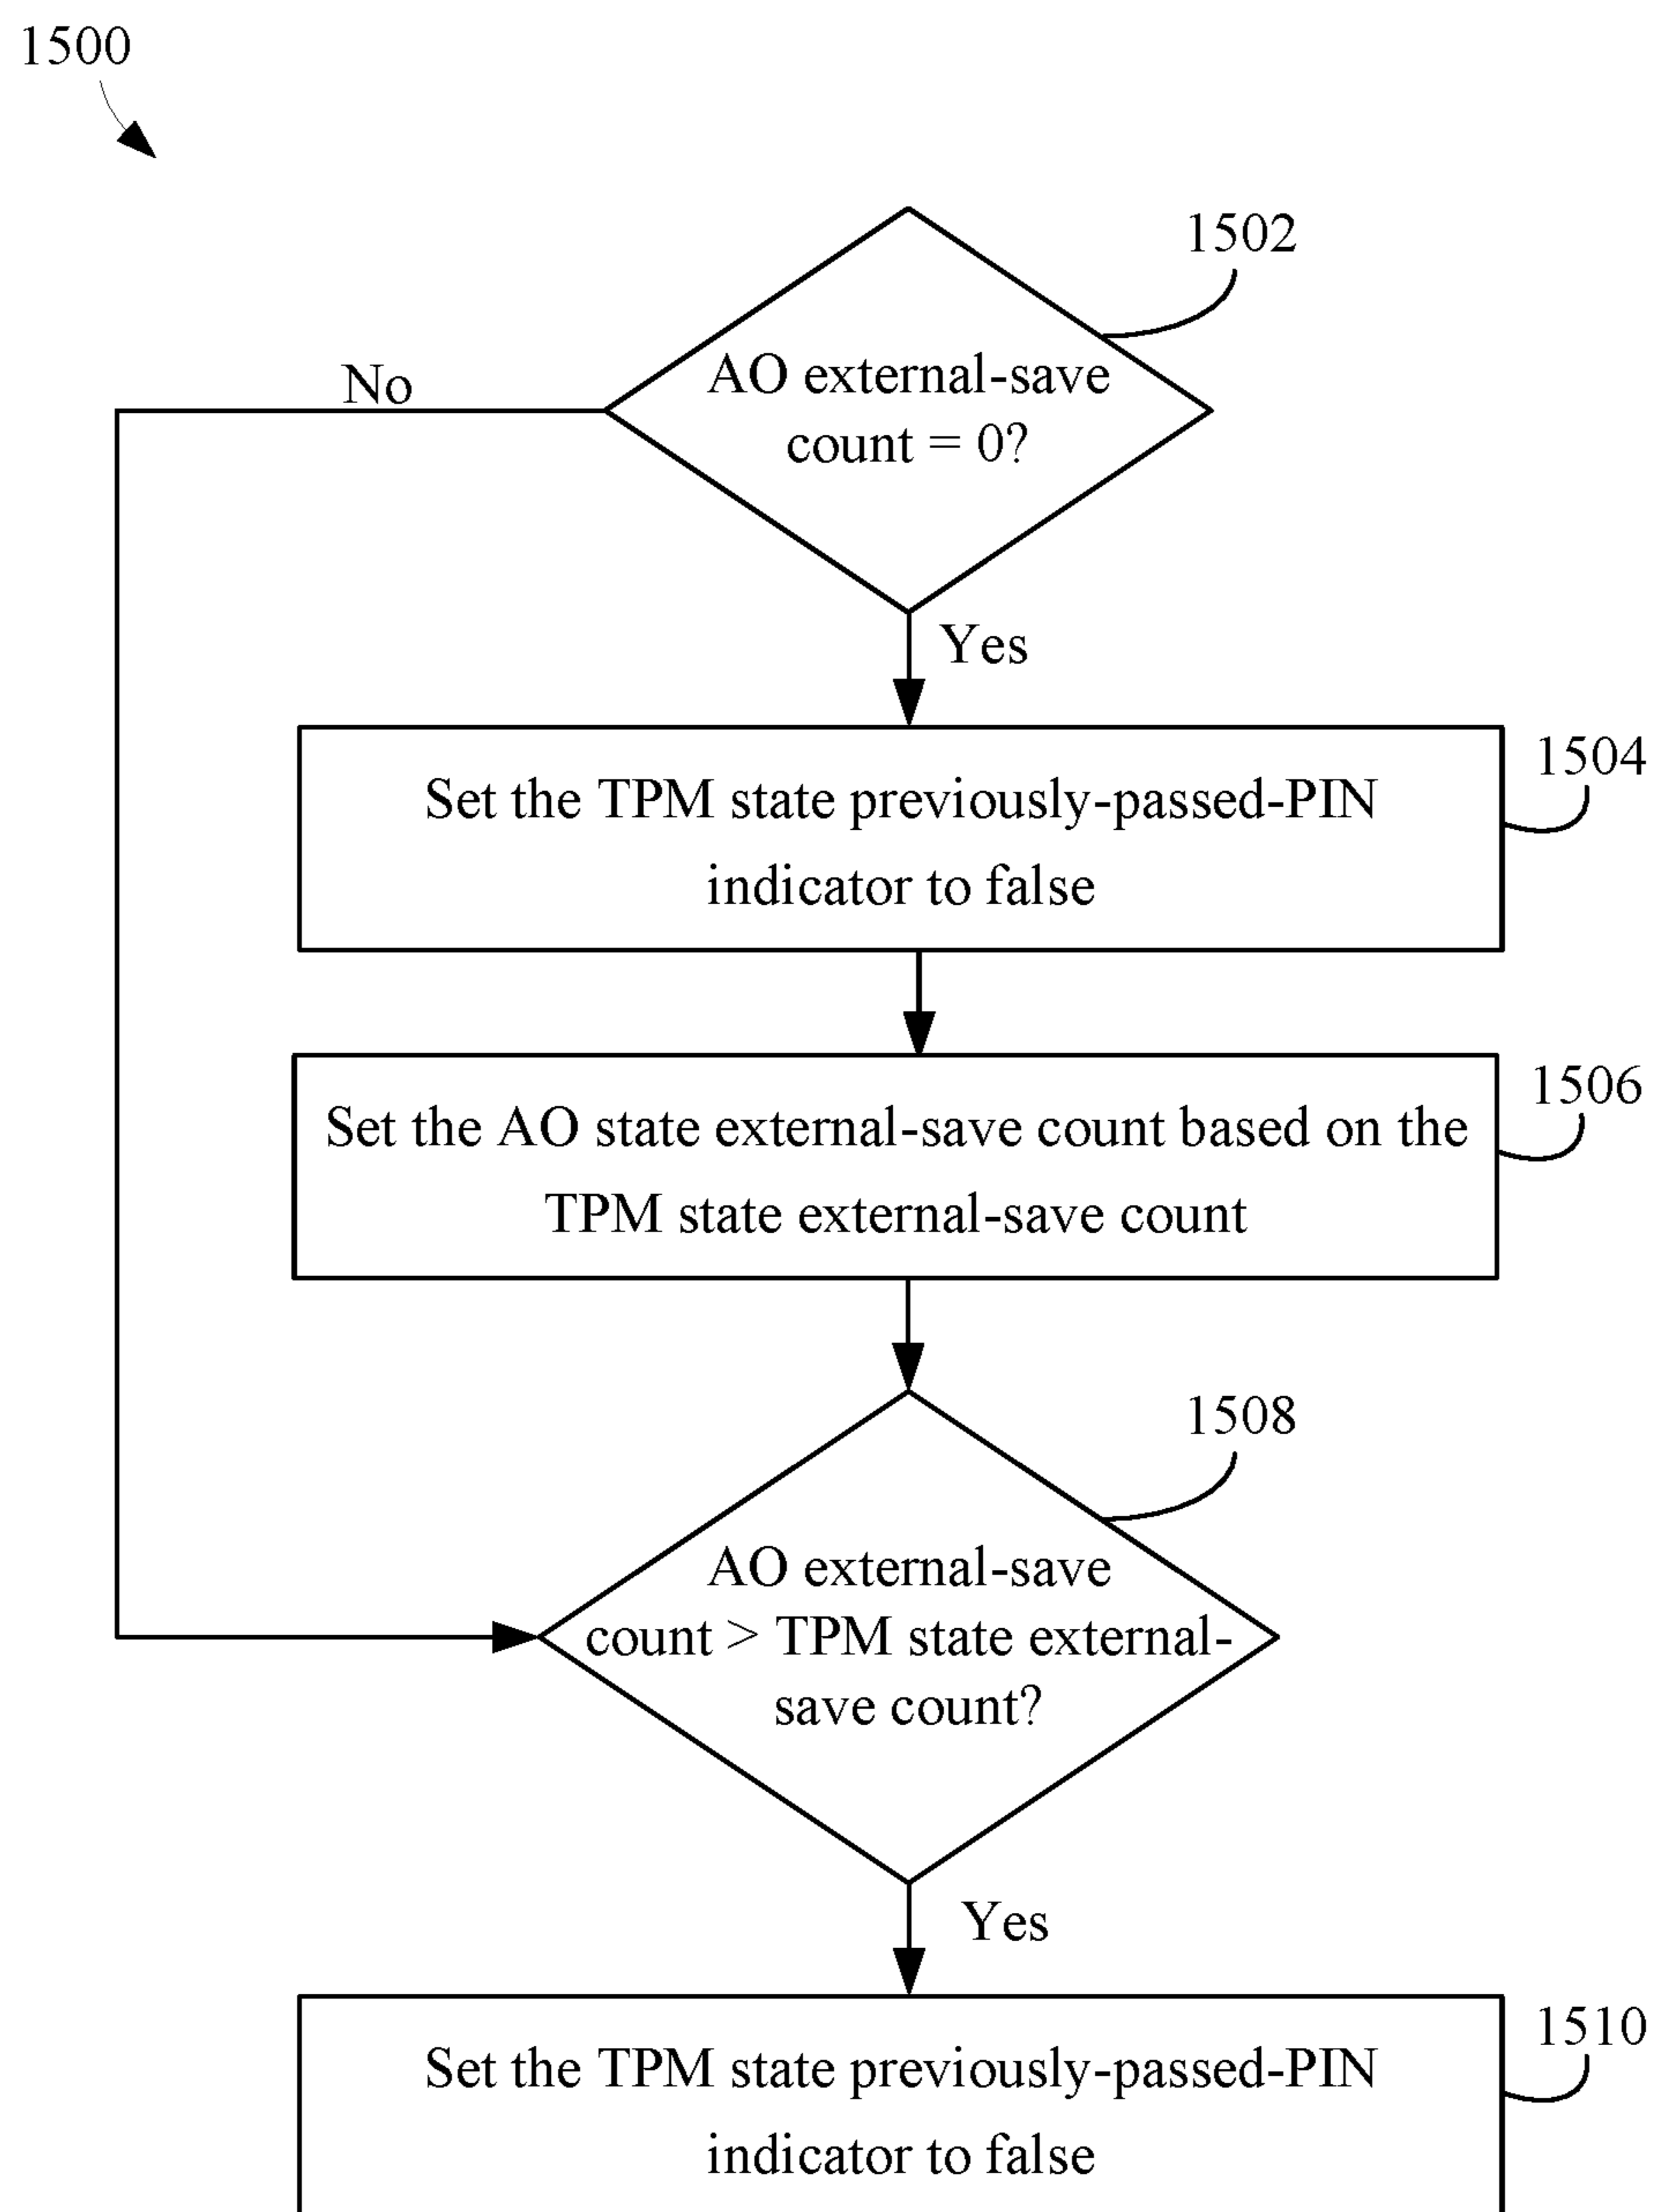 1500
1502
AO external-save
count = 0?
No
Yes
1504
Set the TPM state previously-passed-PIN
indicator to false
1506
Set the AO state external-save count based on the
TPM state external-save count
1508
AO external-save
count > TPM state external-
save count?
Yes
1510
Set the TPM state previously-passed-PIN
indicator to false